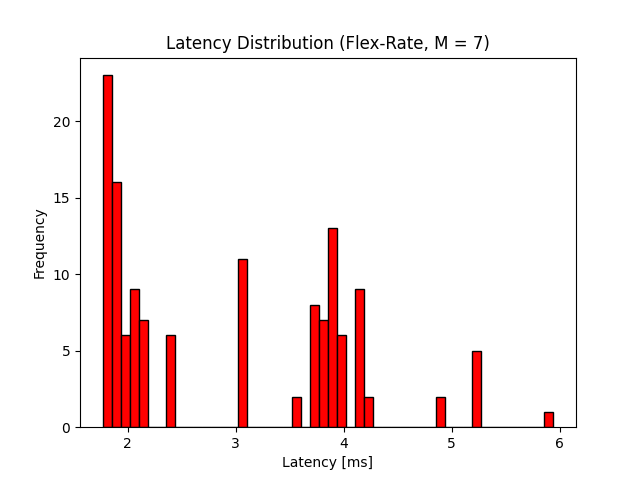 Latency Distribution (Flex-Rate, M = 7)
Frequency
20
15
10
5
0
2 3 4 5 6
Latency [ms]